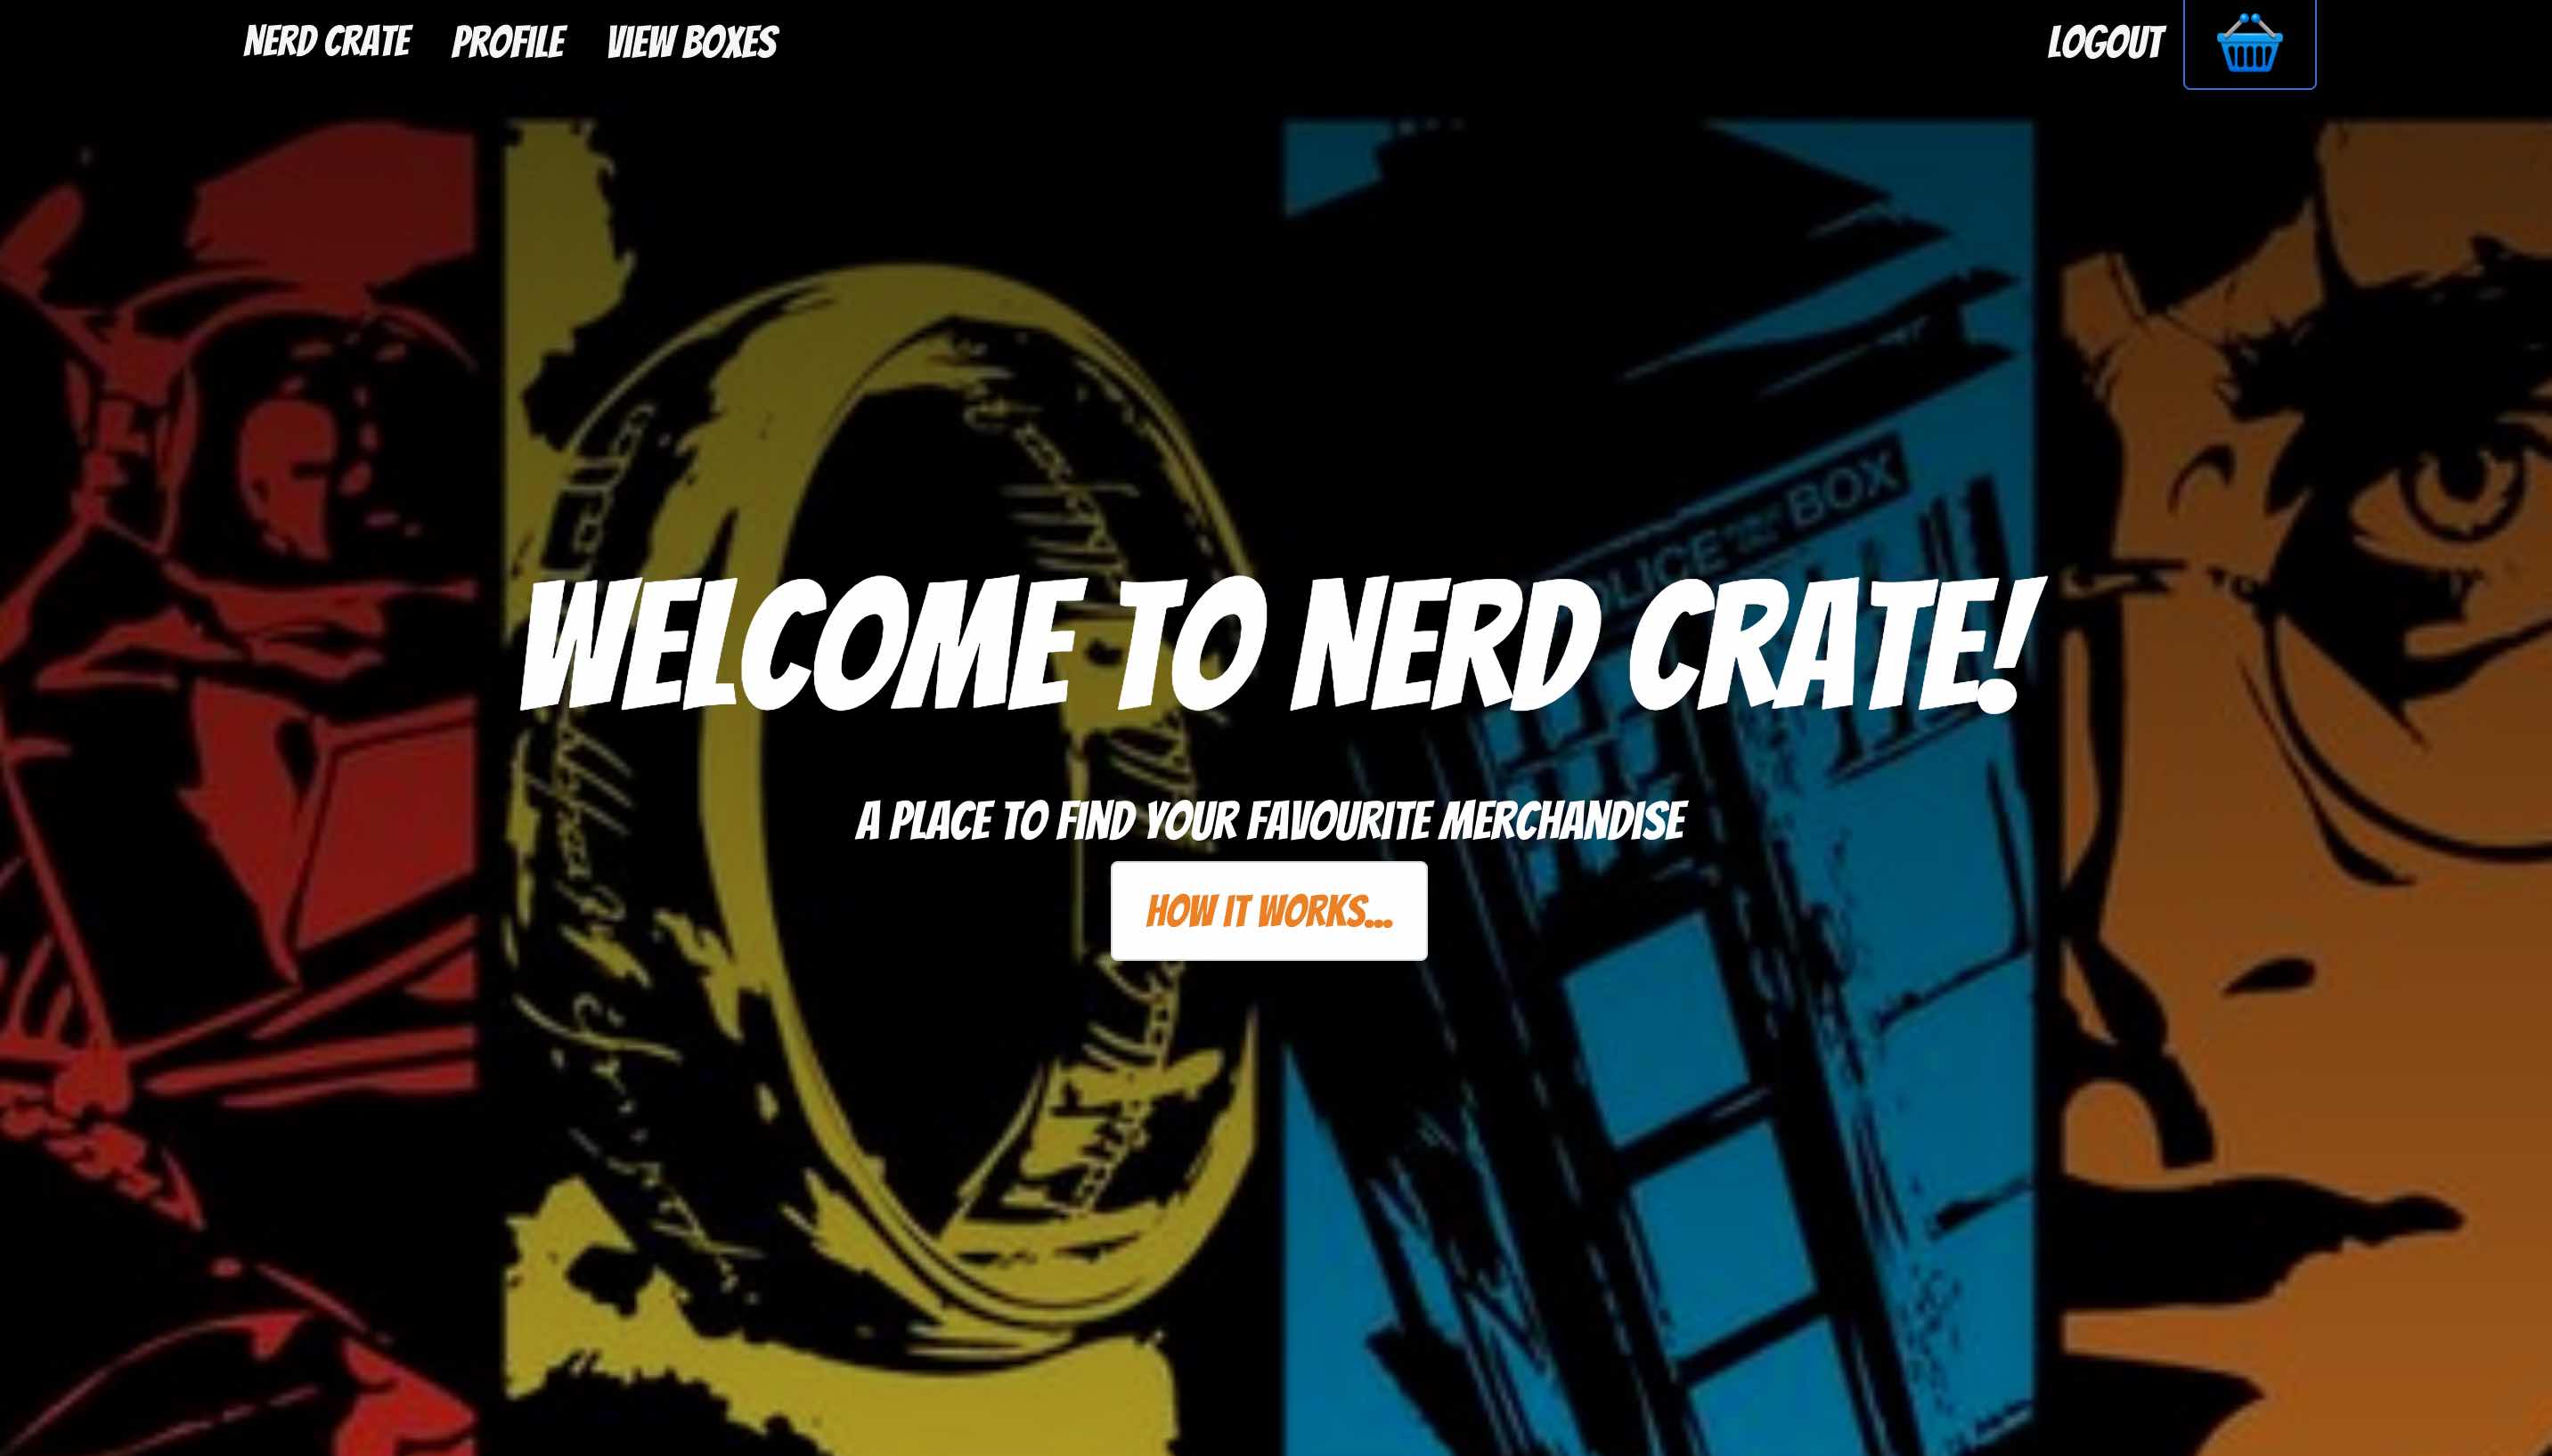 NERD CRATE PROFILE VIEW BOXES LOGOUT
BOX
WELCOME TO NERD CRATE!
A PLACE TO FIND YOUR FAVOURITE MERCHANDISE
HOW IT WORKS...